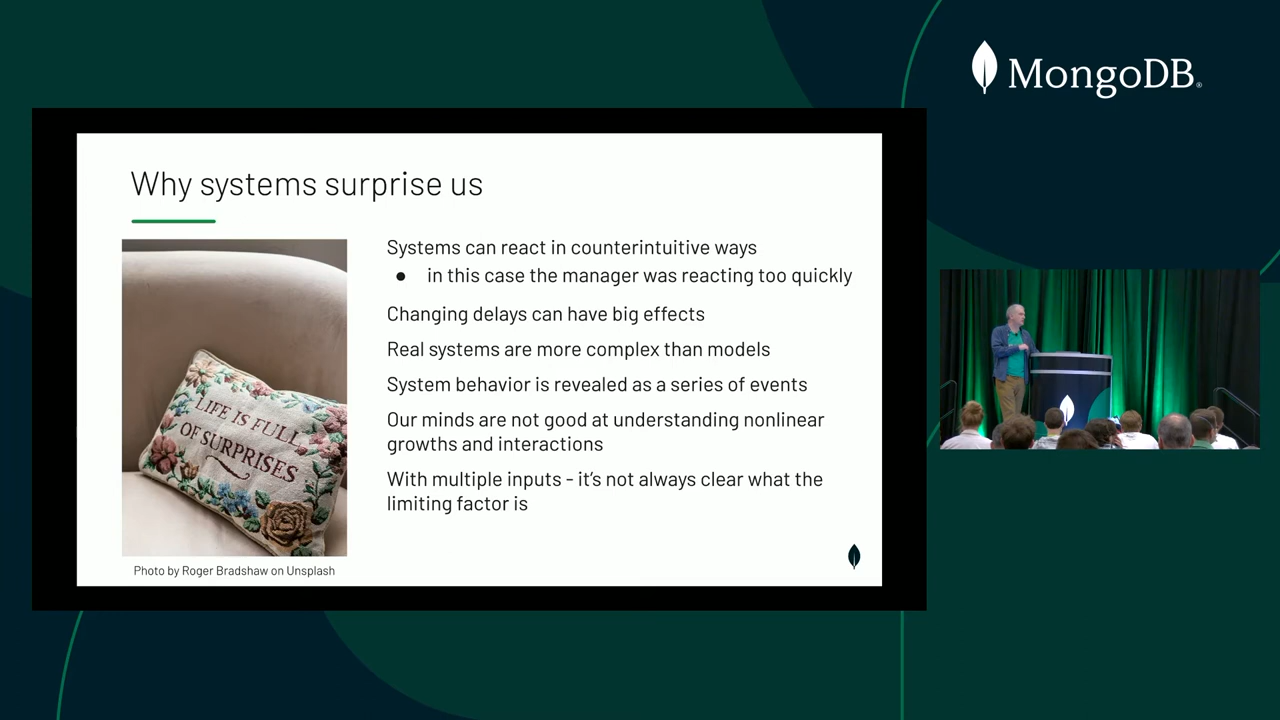 MongoDB®
Why systems surprise us
Systems can react in counterintuitive ways
● in this case the manager was reacting too quickly
Changing delays can have big effects
Real systems are more complex than models
System behavior is revealed as a series of events
Our minds are not good at understanding nonlinear
growths and interactions
With multiple inputs - it's not always clear what the
limiting factor is
LIFE IS FULL
OF SURPRISES
Photo by Roger Bradshaw on Unsplash